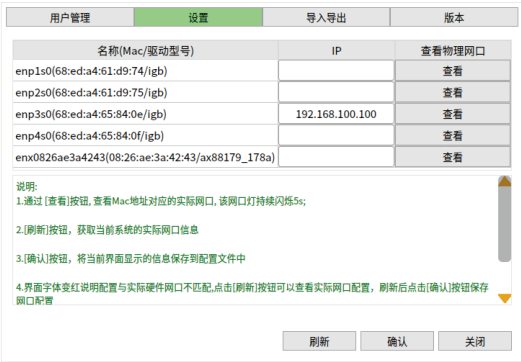 用户管理 设置 导入导出 版本
名称(Mac/驱动型号) IP 查看物理网口
enp1s0(68:ed:a4:61:d9:74/igb) 查看
enp2s0(68:ed:a4:61:d9:75/igb) 查看
enp3s0(68:ed:a4:65:84:0e/igb) 192.168.100.100 查看
enp4s0(68:ed:a4:65:84:0f/igb) 查看
enx0826ae3a4243(08:26:ae:3a:42:43/ax88179_178a) 查看
说明:
1.通过 [查看]按钮, 查看Mac地址对应的实际网口, 该网口灯持续闪烁5s;
2.[刷新]按钮，获取当前系统的实际网口信息
3.[确认]按钮，将当前界面显示的信息保存到配置文件中
4.界面字体变红说明配置与实际硬件网口不匹配,点击[刷新]按钮可以查看实际网口配置，刷新后点击[确认]按钮保存
网口配置
刷新 确认 关闭